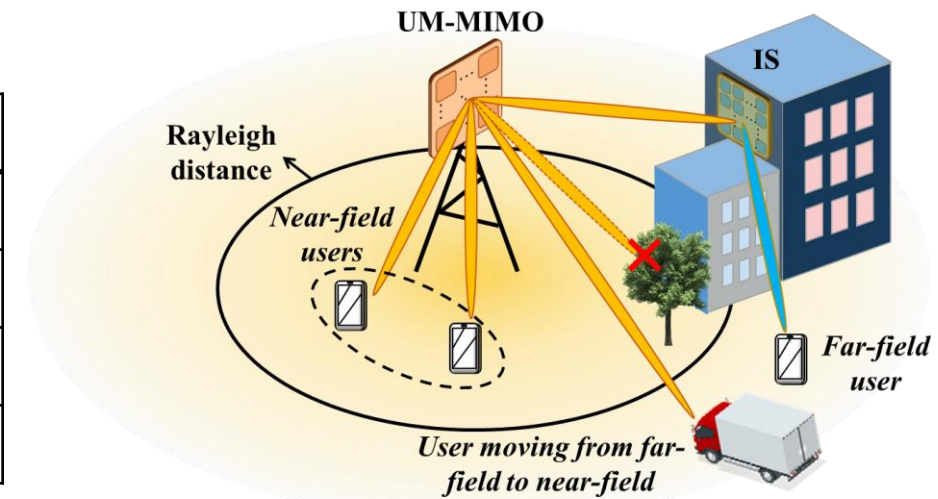 UM-MIMO
IS
Rayleigh
distance
Near-field
users
Far-field
user
User moving from far-
field to near-field